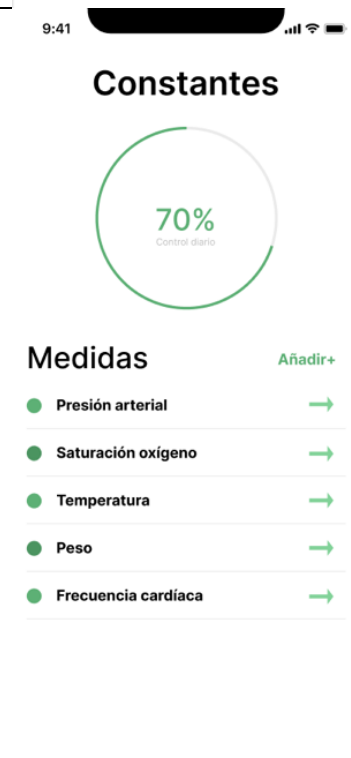 9:41
Constantes
70%
Control diario
Medidas
Añadir+
Presión arterial
Saturación oxígeno
Temperatura
Peso
Frecuencia cardíaca